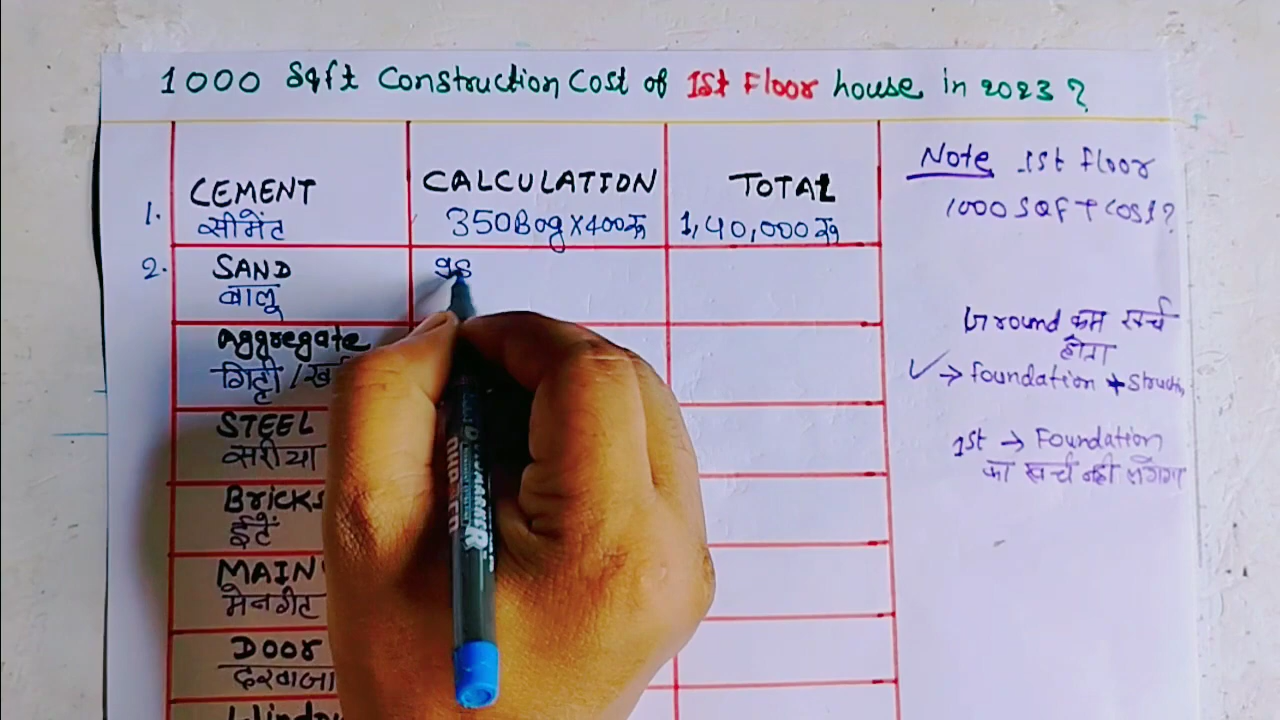 1000 Sqft Construction Cost of 1st Floor house in 2023 ?
CEMENT CALCULATION TOTAL
1. सीमेंट 350Bag×400रु 1,40,000रु
2. SAND 98
बालू
Aggregate
गिट्टी /
STEEL
सरीया
Bricks
ईटें
MAIN
मेनगेट
DOOR
दरवाजा
Note 1st floor
1000 SQFT COST ?
Ground कम खर्च
होगा
✓→ foundation + Structu
1st → Foundation
का खर्च नही लगेगा